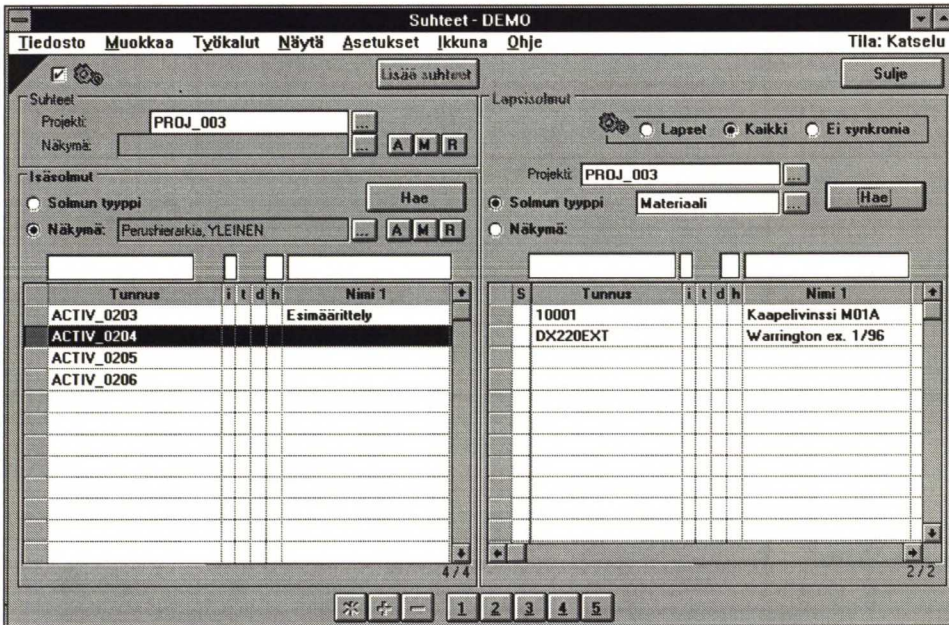 Suhteet - DEMO
Tiedosto Muokkaa Työkalut Näytä Asetukset Ikkuna Ohje Tila: Katselu
Lisää suhteet Sulje
Suhteet
Projekti: PROJ_003 ...
Näkymä: ... A M R
Isäsolmut
Hae
Solmun tyyppi
Näkymä: Perushierarkia, YLEINEN ... A M R
Tunnus i t d h Nimi 1
ACTIV_0203 Esimäärittely
ACTIV_0204
ACTIV_0205
ACTIV_0206
4 / 4
Lapsisolmut
Lapset Kaikki Ei synkronia
Projekti: PROJ_003 ...
Solmun tyyppi Materiaali ... Hae
Näkymä:
S Tunnus i t d h Nimi 1
10001 Kaapelivinssi M01A
DX220EXT Warrington ex. 1/96
2 / 2
1 2 3 4 5